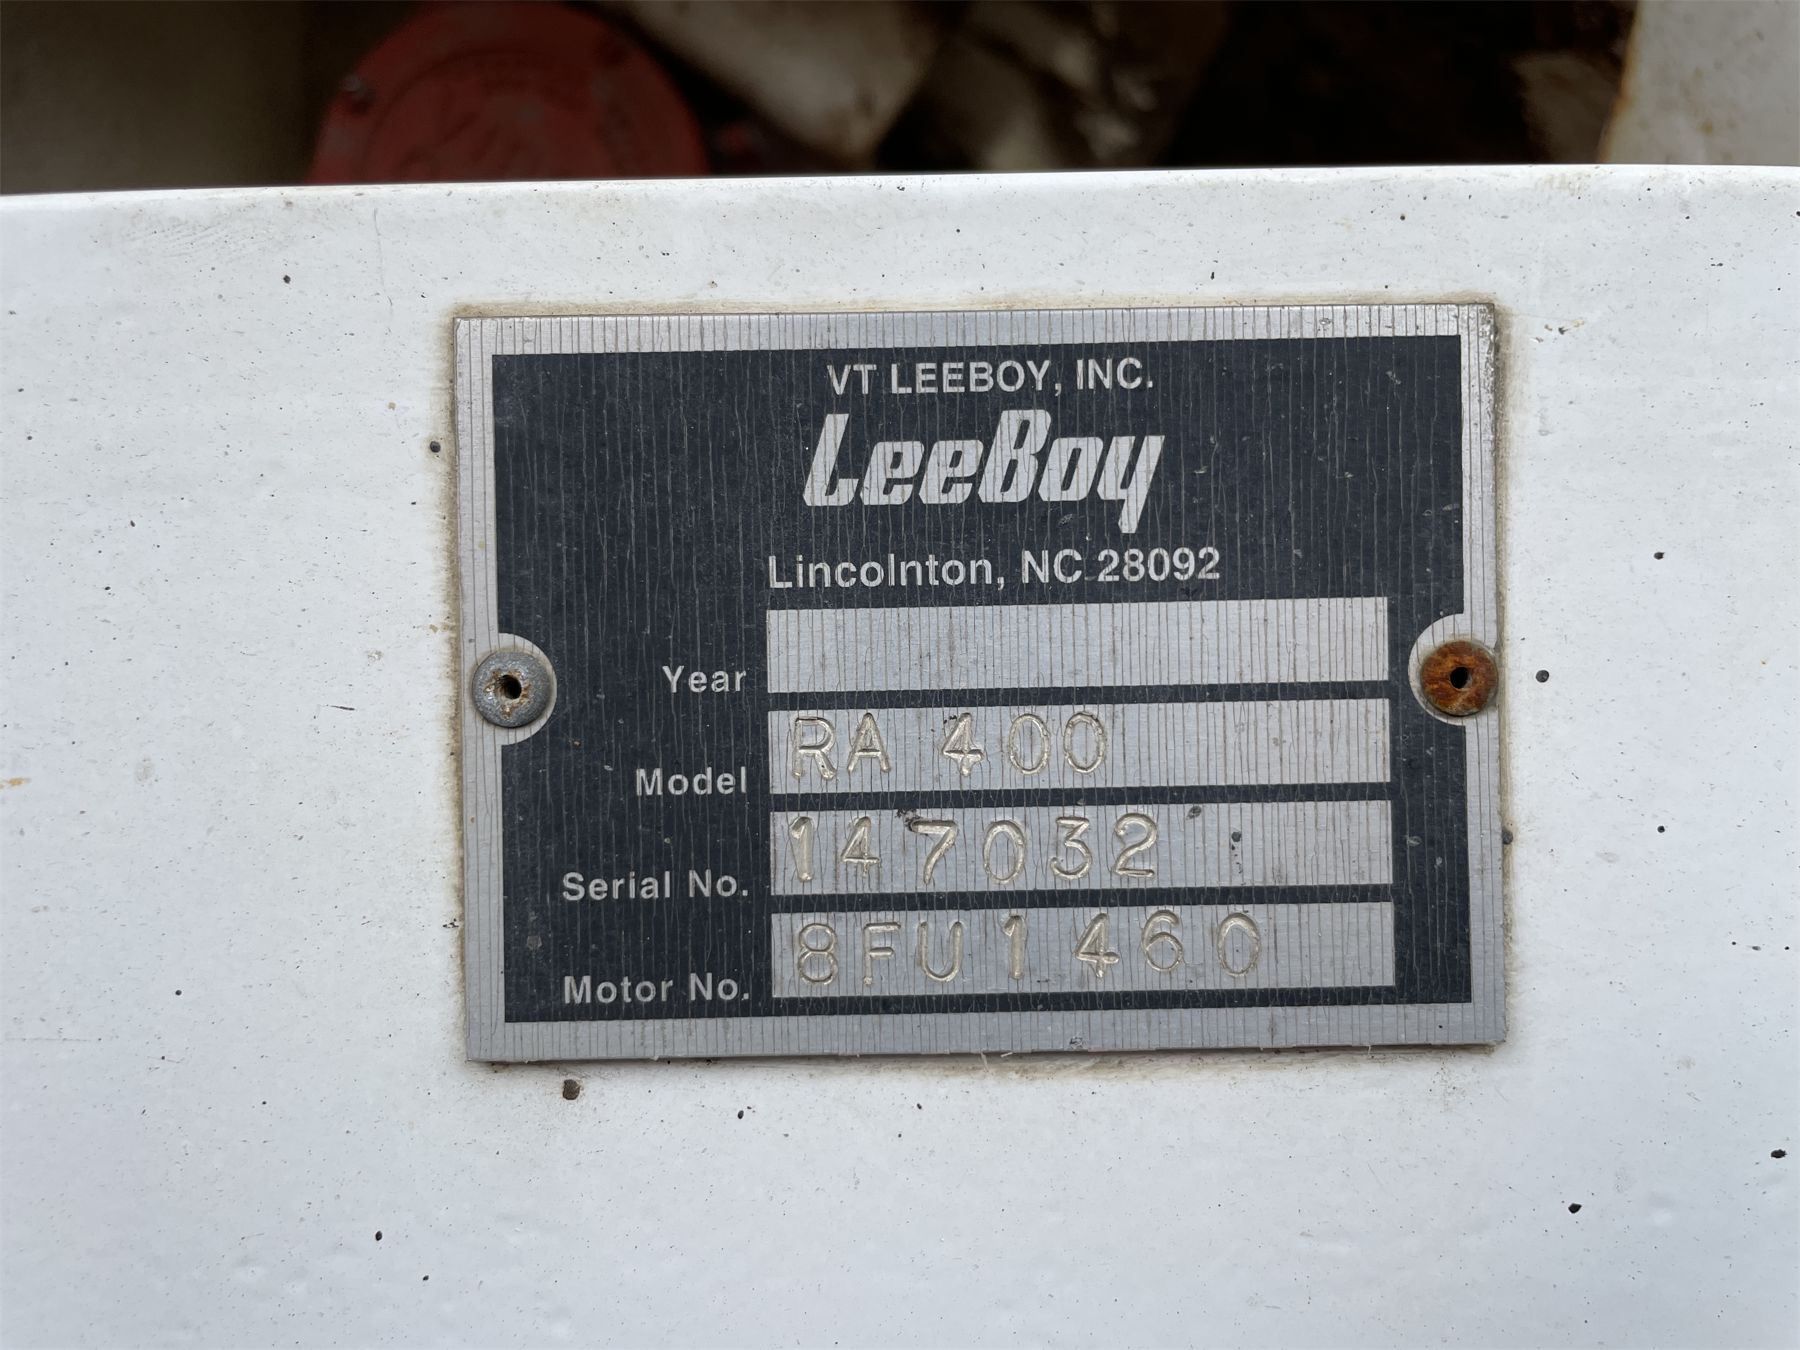 VT LEEBOY, INC.
LeeBoy
Lincolnton, NC 28092
Year
Model RA 400
Serial No. 147032
Motor No. 8FU1460